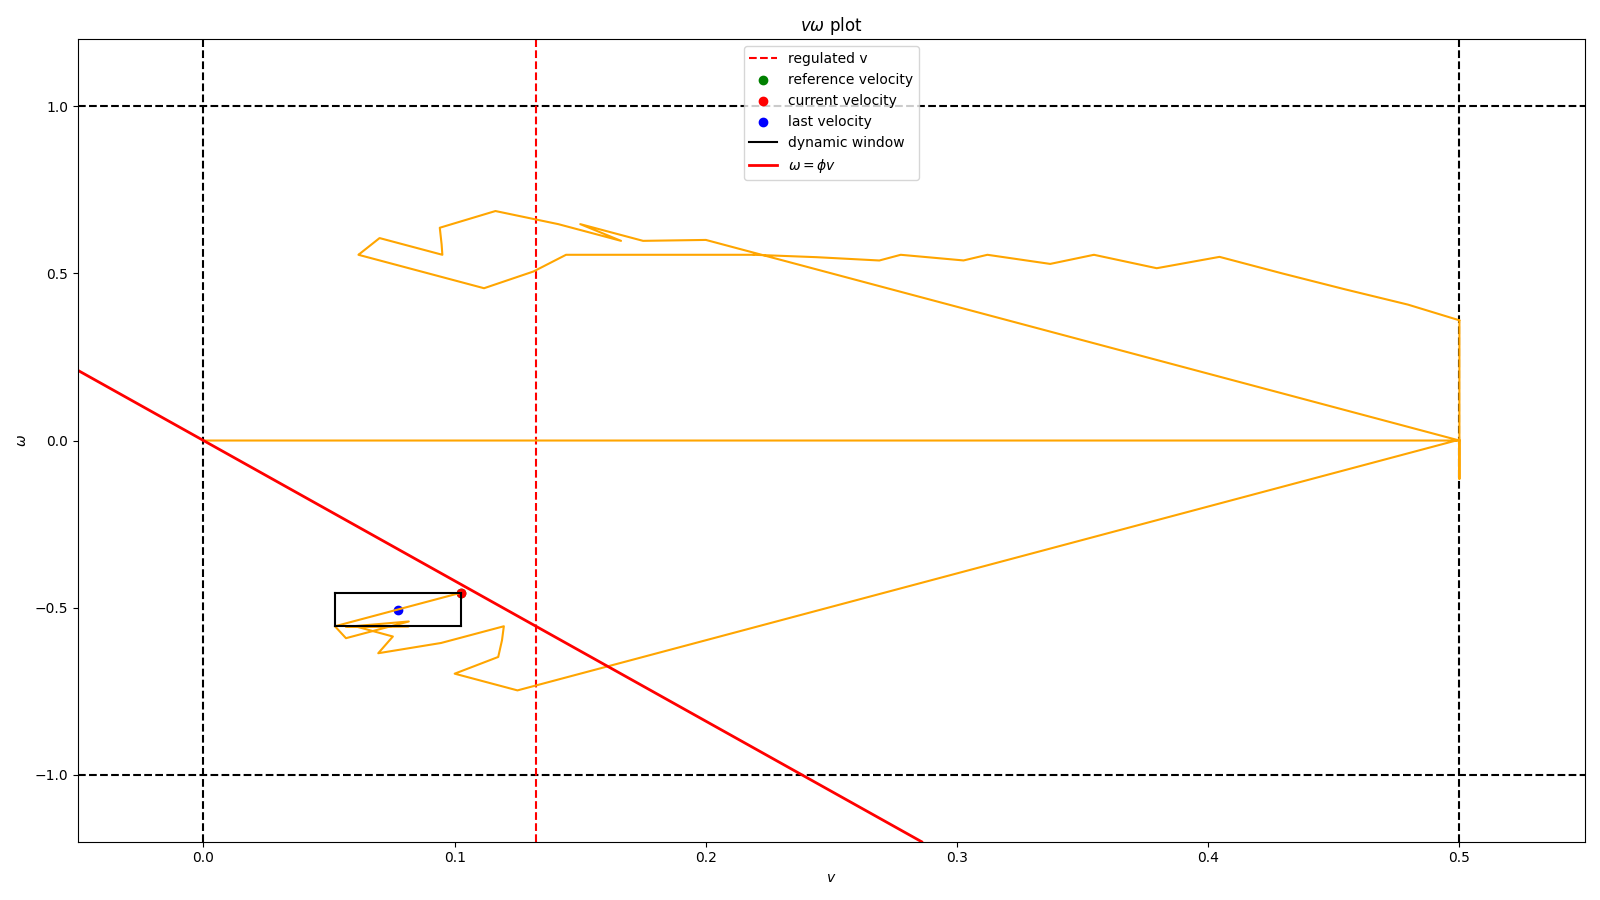 vω plot
regulated v
reference velocity
current velocity
last velocity
dynamic window
ω = ϕv
1.0
0.5
0.0
−0.5
−1.0
ω
0.0 0.1 0.2 0.3 0.4 0.5
v